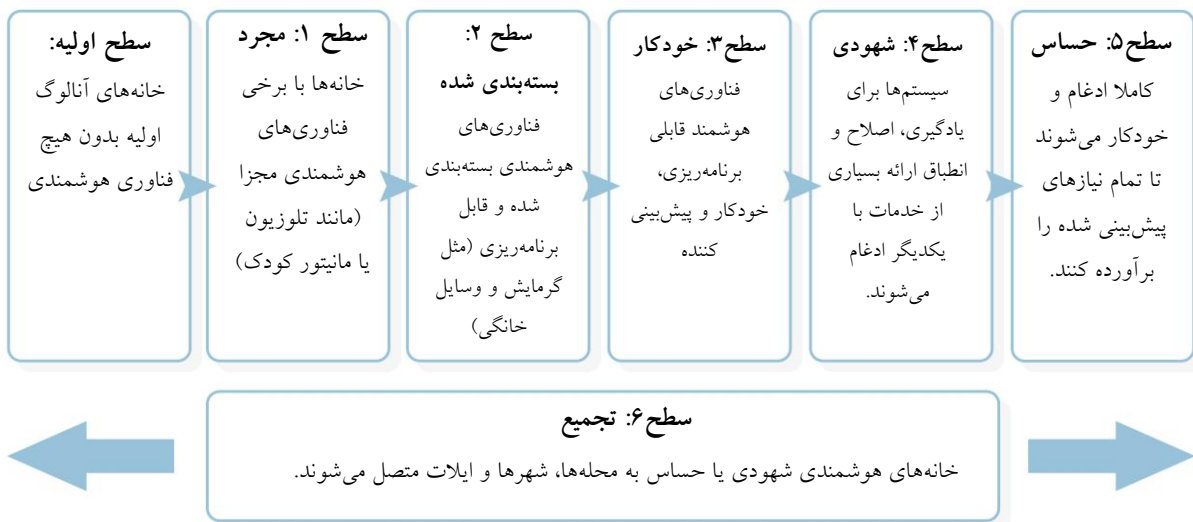 سطح اولیه:
خانه‌های آنالوگ
اولیه بدون هیچ
فناوری هوشمندی
سطح ۱: مجرد
خانه‌ها با برخی
فناوری‌های
هوشمندی مجزا
(مانند تلوزیون
یا مانیتور کودک)
سطح ۲:
بسته‌بندی شده
فناوری‌های
هوشمندی بسته‌بندی
شده و قابل
برنامه‌ریزی (مثل
گرمایش و وسایل
خانگی)
سطح۳: خودکار
فناوری‌های
هوشمند قابلی
برنامه‌ریزی،
خودکار و پیش‌بینی
کننده
سطح۴: شهودی
سیستم‌ها برای
یادگیری، اصلاح و
انطباق ارائه بسیاری
از خدمات با
یکدیگر ادغام
می‌شوند.
سطح۵: حساس
کاملا ادغام و
خودکار می‌شوند
تا تمام نیازهای
پیش‌بینی شده را
برآورده کنند.
سطح۶: تجمیع
خانه‌های هوشمندی شهودی یا حساس به محله‌ها، شهرها و ایلات متصل می‌شوند.